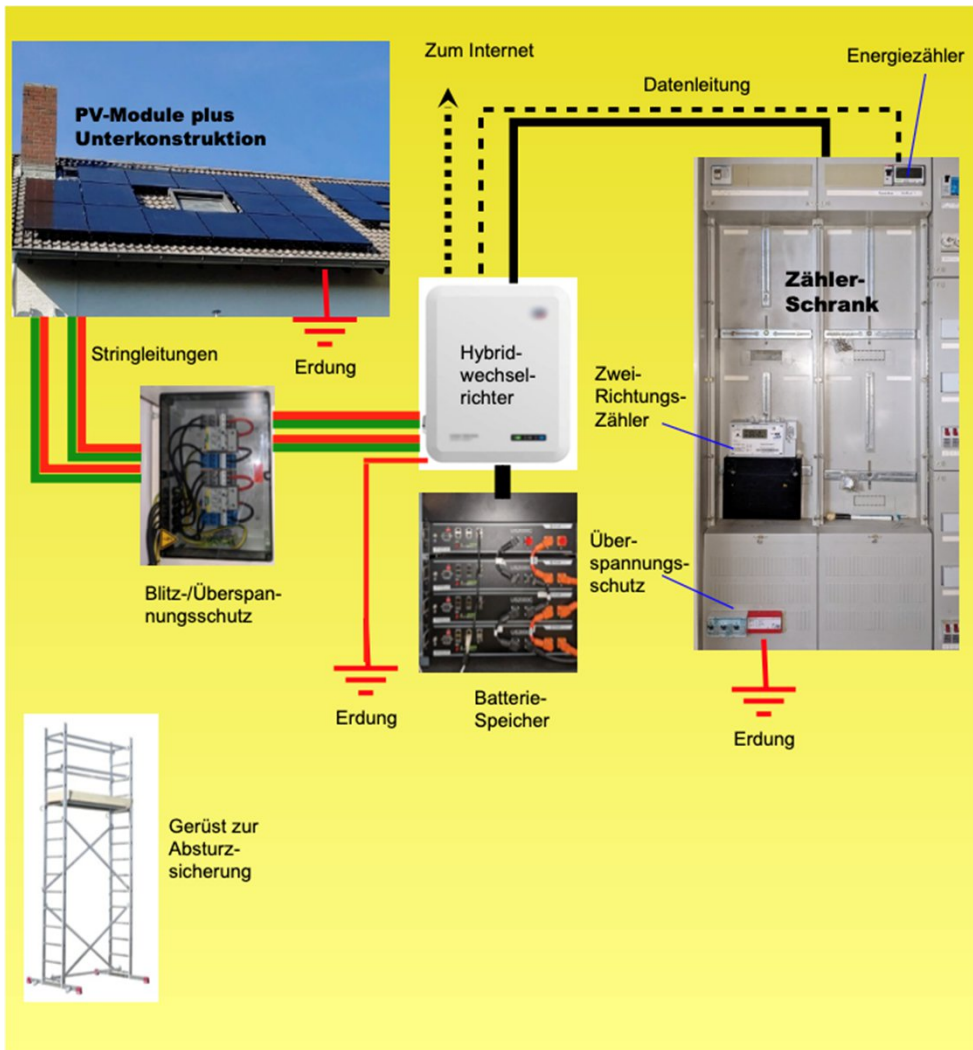 Zum Internet
Energiezähler
Datenleitung
PV-Module plus
Unterkonstruktion
Zähler-
Schrank
Stringleitungen
Erdung
Hybrid-
wechsel-
richter
Zwei-
Richtungs-
Zähler
Über-
spannungs-
schutz
Blitz-/Überspan-
nungsschutz
Erdung
Batterie-
Speicher
Erdung
Gerüst zur
Absturz-
sicherung